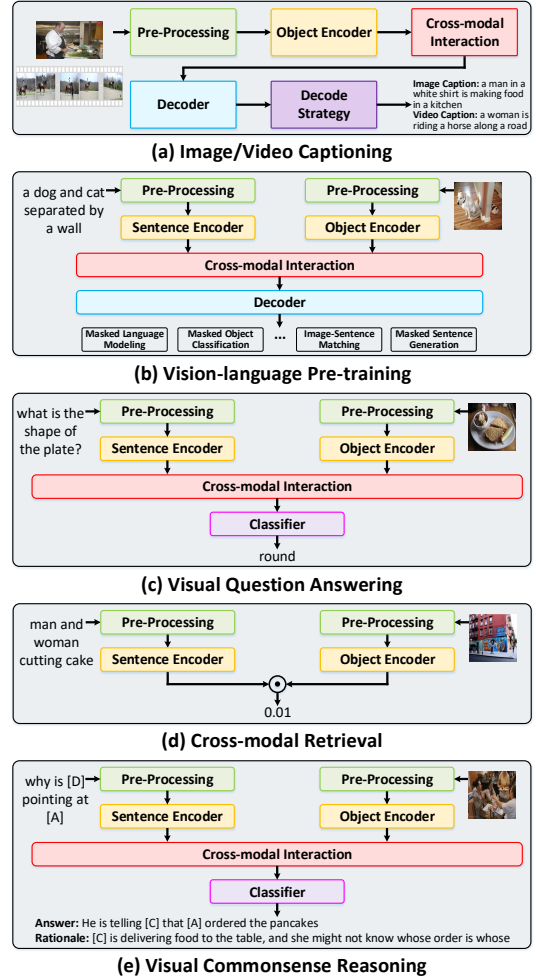 Pre-Processing
Object Encoder
Cross-modal
Interaction
Decoder
Decode
Strategy
Image Caption: a man in a
white shirt is making food
in a kitchen
Video Caption: a woman is
riding a horse along a road
(a) Image/Video Captioning
a dog and cat
separated by
a wall
Pre-Processing
Pre-Processing
Sentence Encoder
Object Encoder
Cross-modal Interaction
Decoder
Masked Language
Modeling
Masked Object
Classification
...
Image-Sentence
Matching
Masked Sentence
Generation
(b) Vision-language Pre-training
what is the
shape of
the plate?
Pre-Processing
Pre-Processing
Sentence Encoder
Object Encoder
Cross-modal Interaction
Classifier
round
(c) Visual Question Answering
man and
woman
cutting cake
Pre-Processing
Pre-Processing
Sentence Encoder
Object Encoder
0.01
(d) Cross-modal Retrieval
why is [D]
pointing at
[A]
Pre-Processing
Pre-Processing
Sentence Encoder
Object Encoder
Cross-modal Interaction
Classifier
Answer: He is telling [C] that [A] ordered the pancakes
Rationale: [C] is delivering food to the table, and she might not know whose order is whose
(e) Visual Commonsense Reasoning